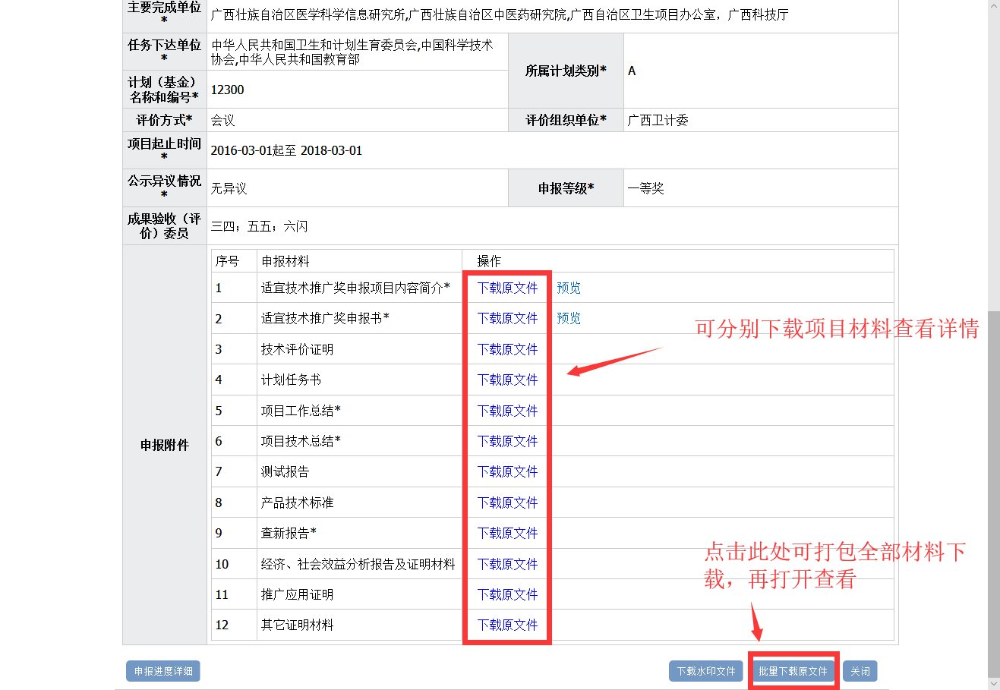 主要完成单位
*
广西壮族自治区医学科学信息研究所,广西壮族自治区中医药研究院,广西自治区卫生项目办公室，广西科技厅
任务下达单位
*
中华人民共和国卫生和计划生育委员会,中国科学技术
协会,中华人民共和国教育部
所属计划类别*
A
计划（基金）
名称和编号*
12300
评价方式*
会议
评价组织单位*
广西卫计委
项目起止时间
*
2016-03-01起至 2018-03-01
公示异议情况
*
无异议
申报等级*
一等奖
成果验收（评
价）委员
三四；五五；六闪
申报附件
序号 申报材料 操作
1 适宜技术推广奖申报项目内容简介* 下载原文件 预览
2 适宜技术推广奖申报书* 下载原文件 预览
可分别下载项目材料查看详情
3 技术评价证明 下载原文件
4 计划任务书 下载原文件
5 项目工作总结* 下载原文件
6 项目技术总结* 下载原文件
7 测试报告 下载原文件
8 产品技术标准 下载原文件
9 查新报告* 下载原文件
点击此处可打包全部材料下
载，再打开查看
10 经济、社会效益分析报告及证明材料 下载原文件
11 推广应用证明 下载原文件
12 其它证明材料 下载原文件
申报进度详细 下载水印文件 批量下载原文件 关闭